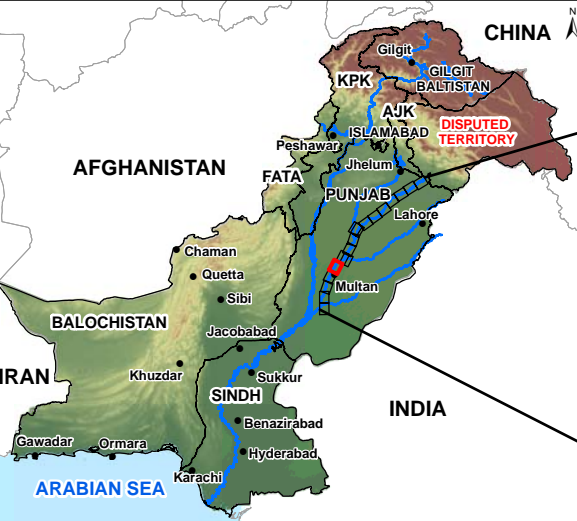 N
CHINA
Gilgit
GILGIT
BALTISTAN
KPK
AJK
DISPUTED
TERRITORY
ISLAMABAD
Peshawar
AFGHANISTAN
Jhelum
FATA
PUNJAB
Lahore
Chaman
Quetta
Multan
Sibi
BALOCHISTAN
Jacobabad
IRAN
Khuzdar
Sukkur
SINDH
INDIA
Benazirabad
Gawadar
Ormara
Hyderabad
Karachi
ARABIAN SEA